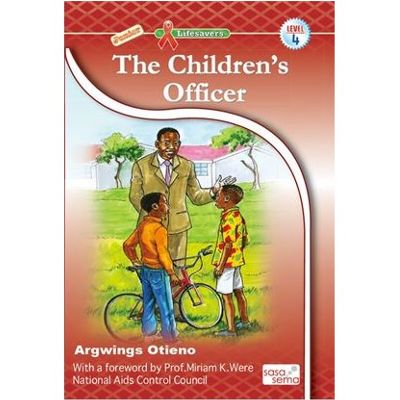 Junior Lifesavers
LEVEL 4
The Children's
Officer
Argwings Otieno
With a foreword by Prof.Miriam K.Were
National Aids Control Council
sasa
sema